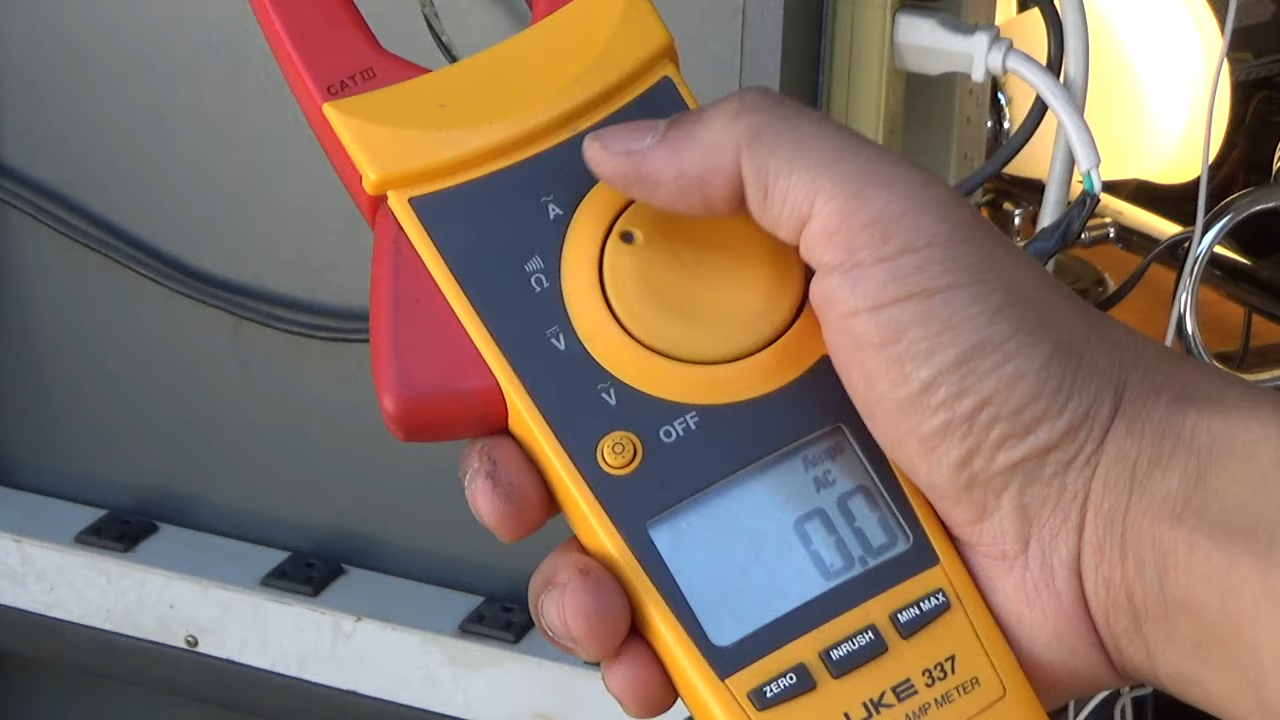 CAT III
Ã
Ω
V
Ṽ
OFF
Amps
AC
0.0
MIN MAX
INRUSH
ZERO
UKE 337
AMP METER